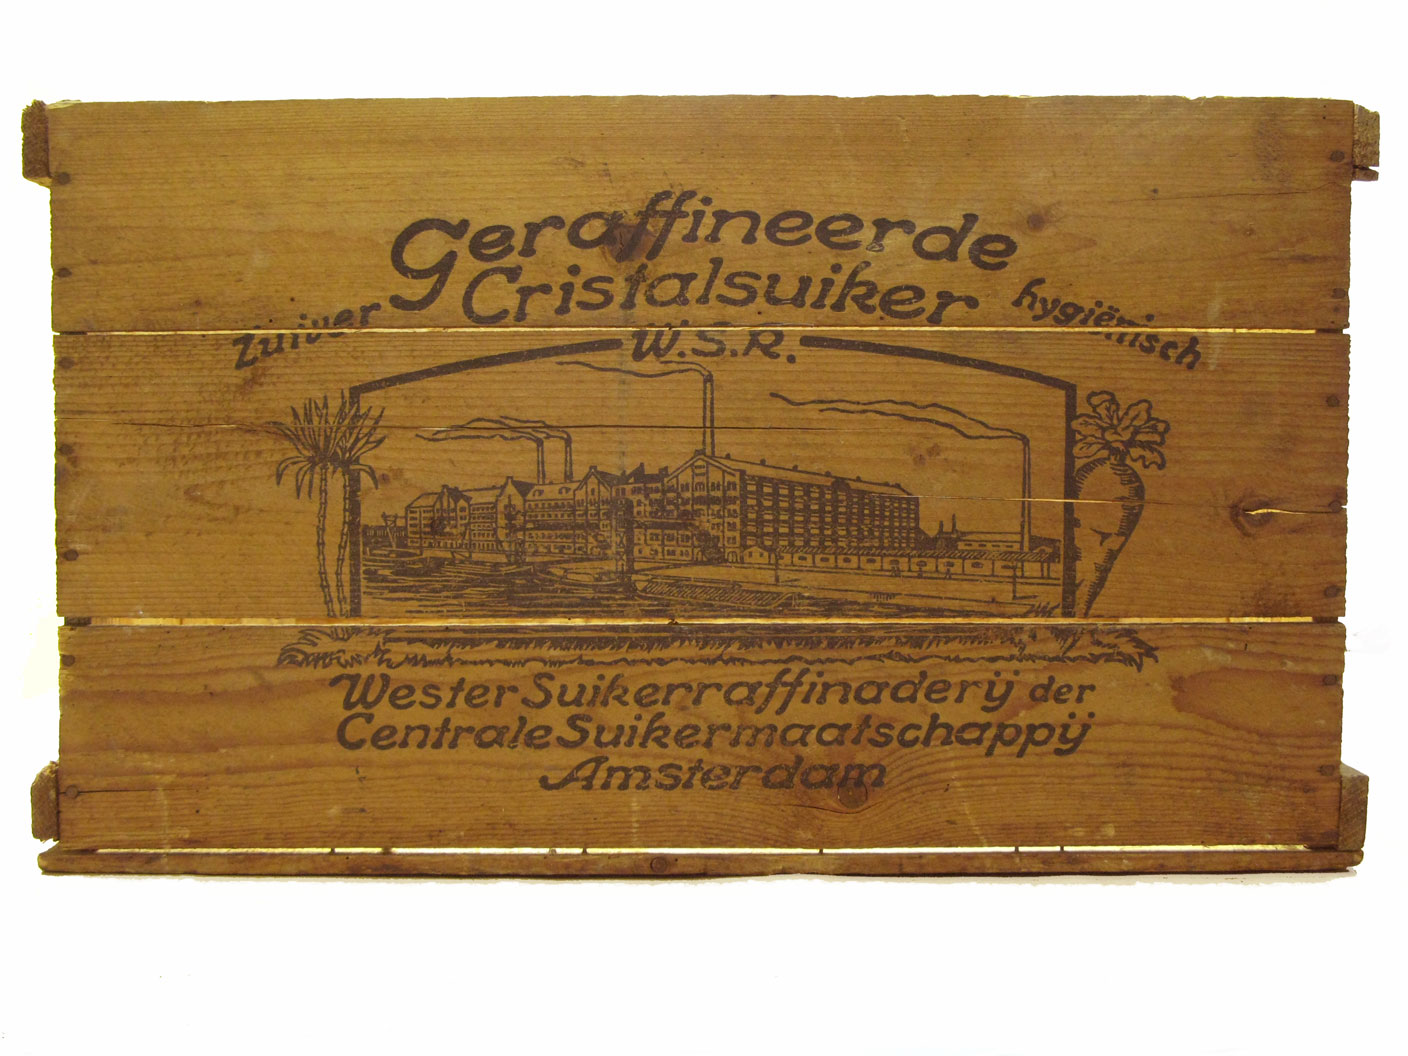 Geraffineerde
Cristalsuiker
Zuiver
hygiënisch
W.S.R.
Wester Suikerraffinaderij der
Centrale Suikermaatschappij
Amsterdam